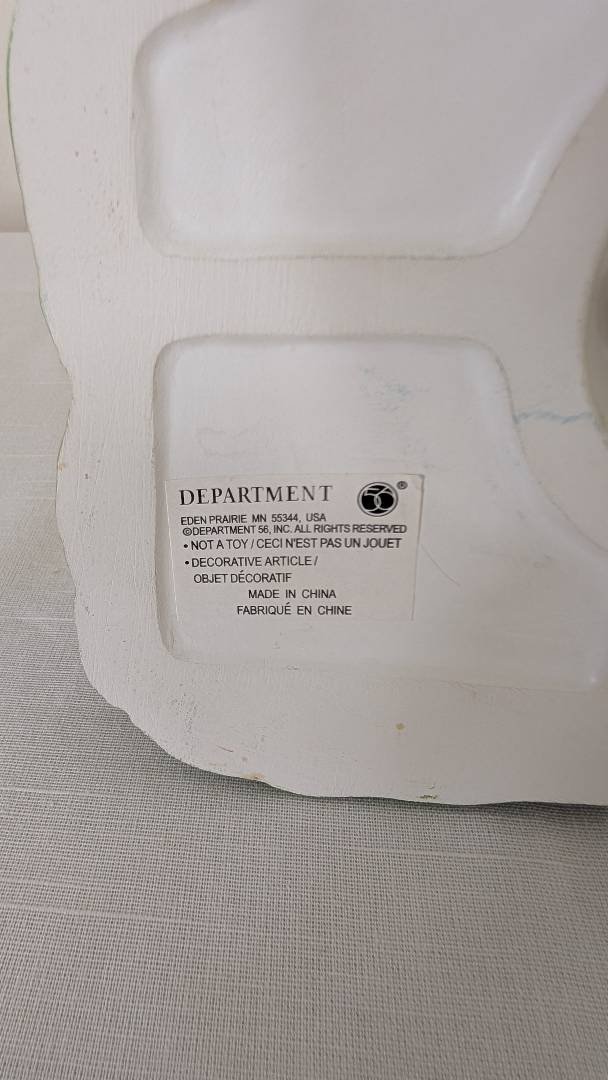 DEPARTMENT 56®
EDEN PRAIRIE MN 55344, USA
©DEPARTMENT 56, INC. ALL RIGHTS RESERVED
• NOT A TOY / CECI N'EST PAS UN JOUET
• DECORATIVE ARTICLE /
OBJET DÉCORATIF
MADE IN CHINA
FABRIQUÉ EN CHINE